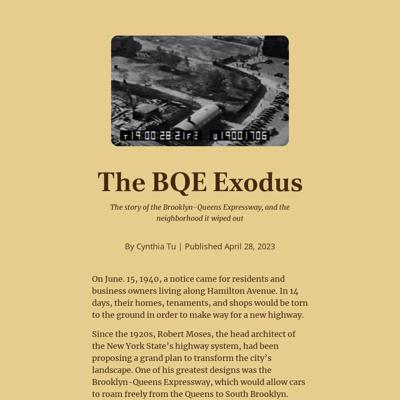 T19:00:28:21F2 U19001706
The BQE Exodus
The story of the Brooklyn-Queens Expressway, and the
neighborhood it wiped out
By Cynthia Tu | Published April 28, 2023
On June. 15, 1940, a notice came for residents and
business owners living along Hamilton Avenue. In 14
days, their homes, tenaments, and shops would be torn
to the ground in order to make way for a new highway.
Since the 1920s, Robert Moses, the head architect of
the New York State's highway system, had been
proposing a grand plan to transform the city's
landscape. One of his greatest designs was the
Brooklyn-Queens Expressway, which would allow cars
to roam freely from the Queens to South Brooklyn.